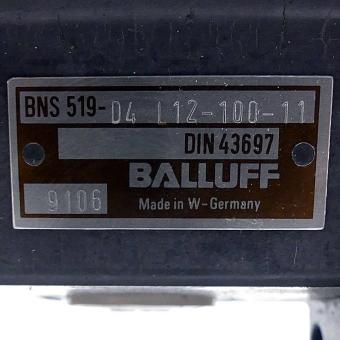 BNS 519- D4 L12-100-11
DIN 43697
BALLUFF
9106 Made in W-Germany